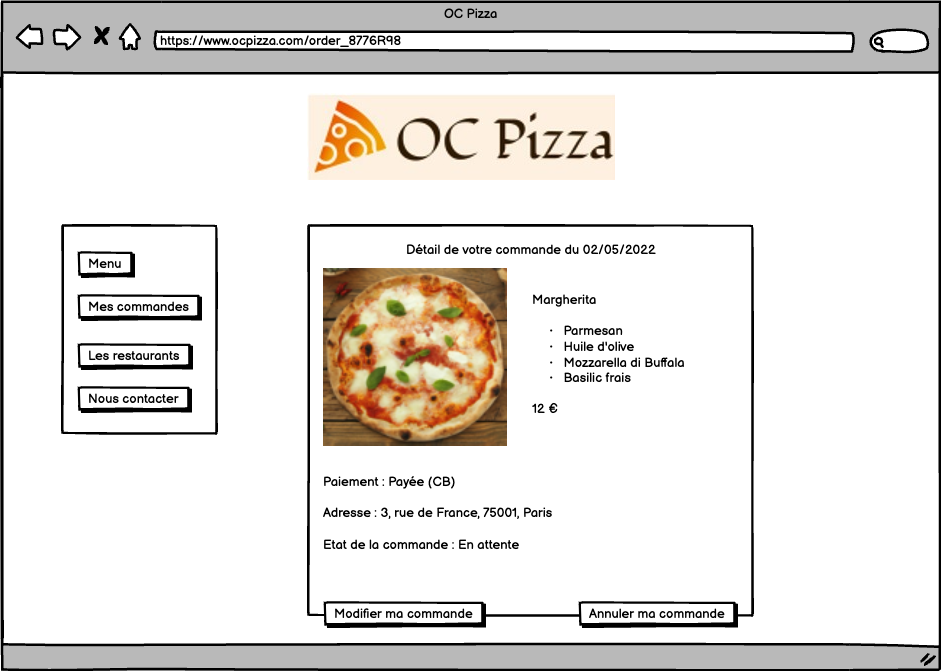 OC Pizza
https://www.ocpizza.com/order_8776R98
OC Pizza
Menu
Mes commandes
Les restaurants
Nous contacter
Détail de votre commande du 02/05/2022
Margherita
· Parmesan
· Huile d'olive
· Mozzarella di Buffala
· Basilic frais
12 €
Paiement : Payée (CB)
Adresse : 3, rue de France, 75001, Paris
Etat de la commande : En attente
Modifier ma commande
Annuler ma commande